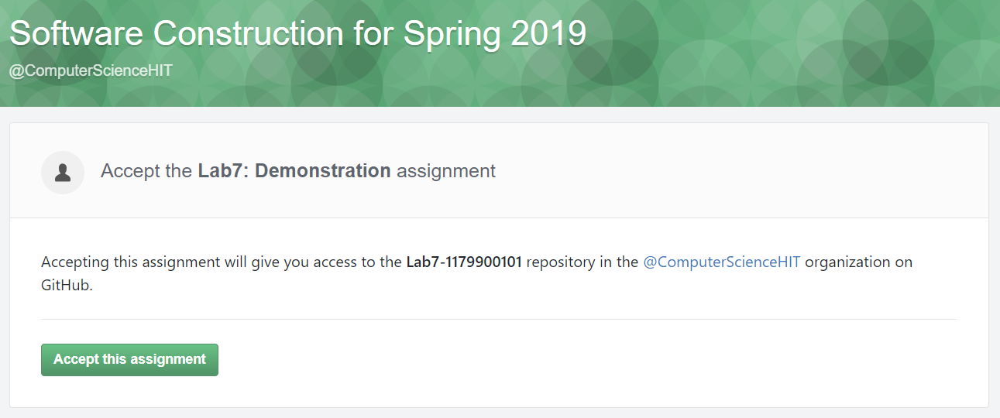 Software Construction for Spring 2019
@ComputerScienceHIT
Accept the Lab7: Demonstration assignment
Accepting this assignment will give you access to the Lab7-1179900101 repository in the @ComputerScienceHIT organization on
GitHub.
Accept this assignment